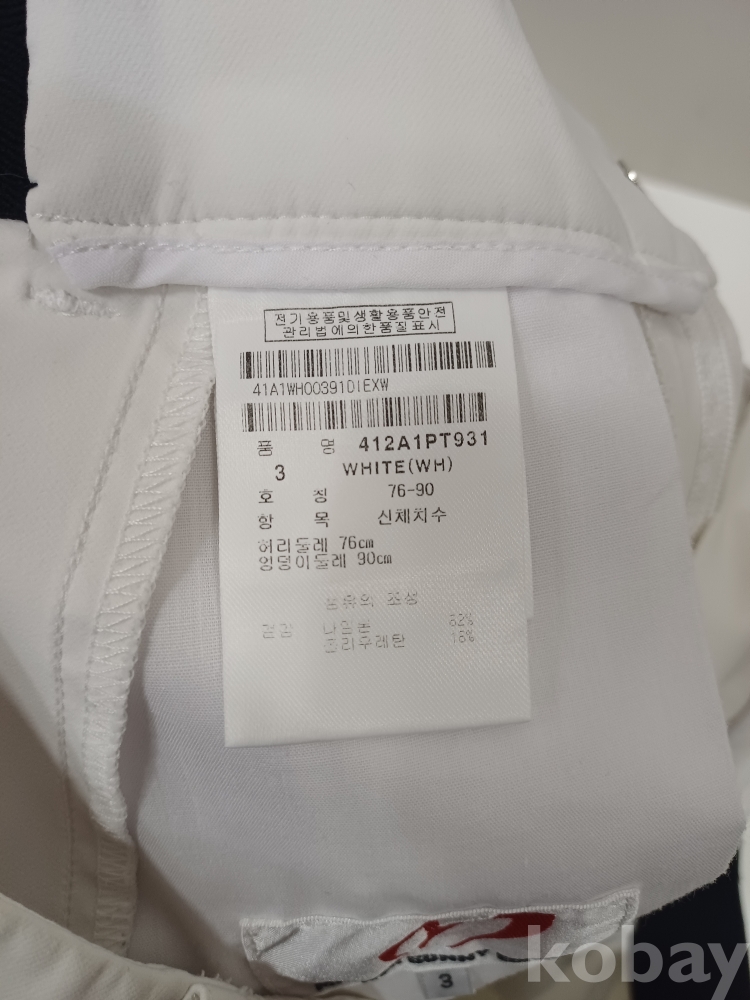 전기용품및생활용품안전
관리법에의한품질표시
41A1WH00391DIEXW
품 명 412A1PT931
3 WHITE(WH)
호 칭 76-90
항 목 신체치수
허리둘레 76㎝
엉덩이둘레 90㎝
섬유의 조성
겉감 나일론 82%
폴리우레탄 18%
3
kobay